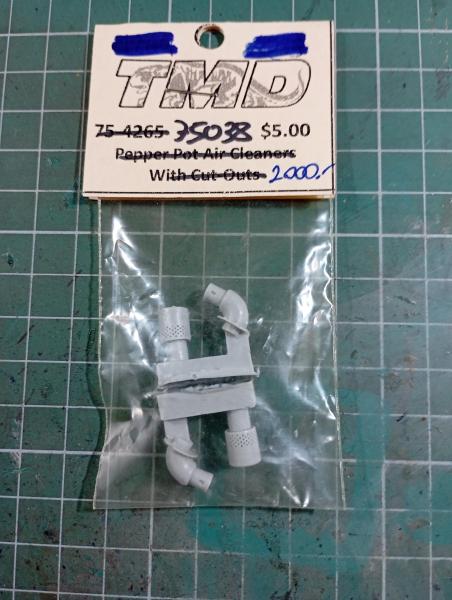 TMD
75-4265 35038 $5.00
Pepper Pot Air Cleaners
With Cut-Outs 2000.-